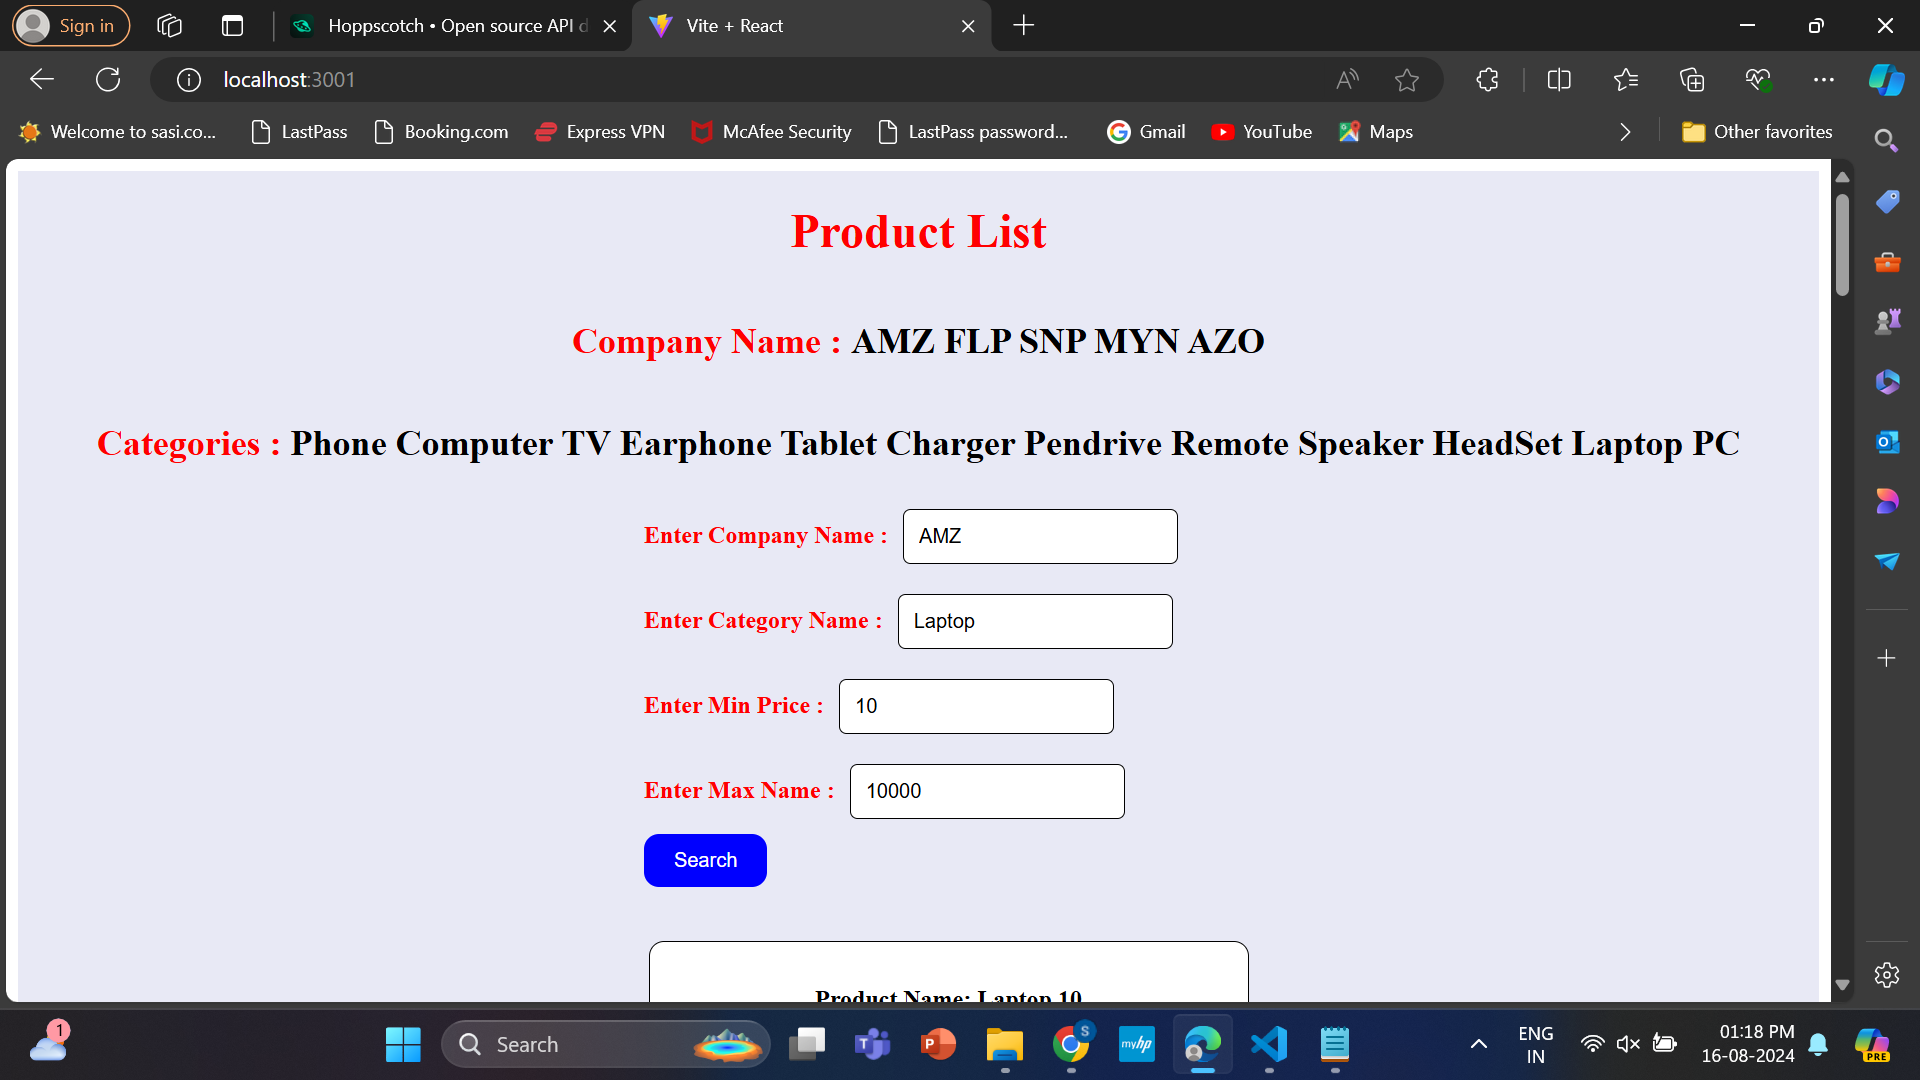 Sign in
Hoppscotch • Open source API d
Vite + React
localhost:3001
Welcome to sasi.co...
LastPass
Booking.com
Express VPN
McAfee Security
LastPass password...
Gmail
YouTube
Maps
Other favorites
Product List
Company Name : AMZ FLP SNP MYN AZO
Categories : Phone Computer TV Earphone Tablet Charger Pendrive Remote Speaker HeadSet Laptop PC
Enter Company Name : AMZ
Enter Category Name : Laptop
Enter Min Price : 10
Enter Max Name : 10000
Search
Product Name: Laptop 10
1
Search
myhp
S
ENG
IN
01:18 PM
16-08-2024
PRE